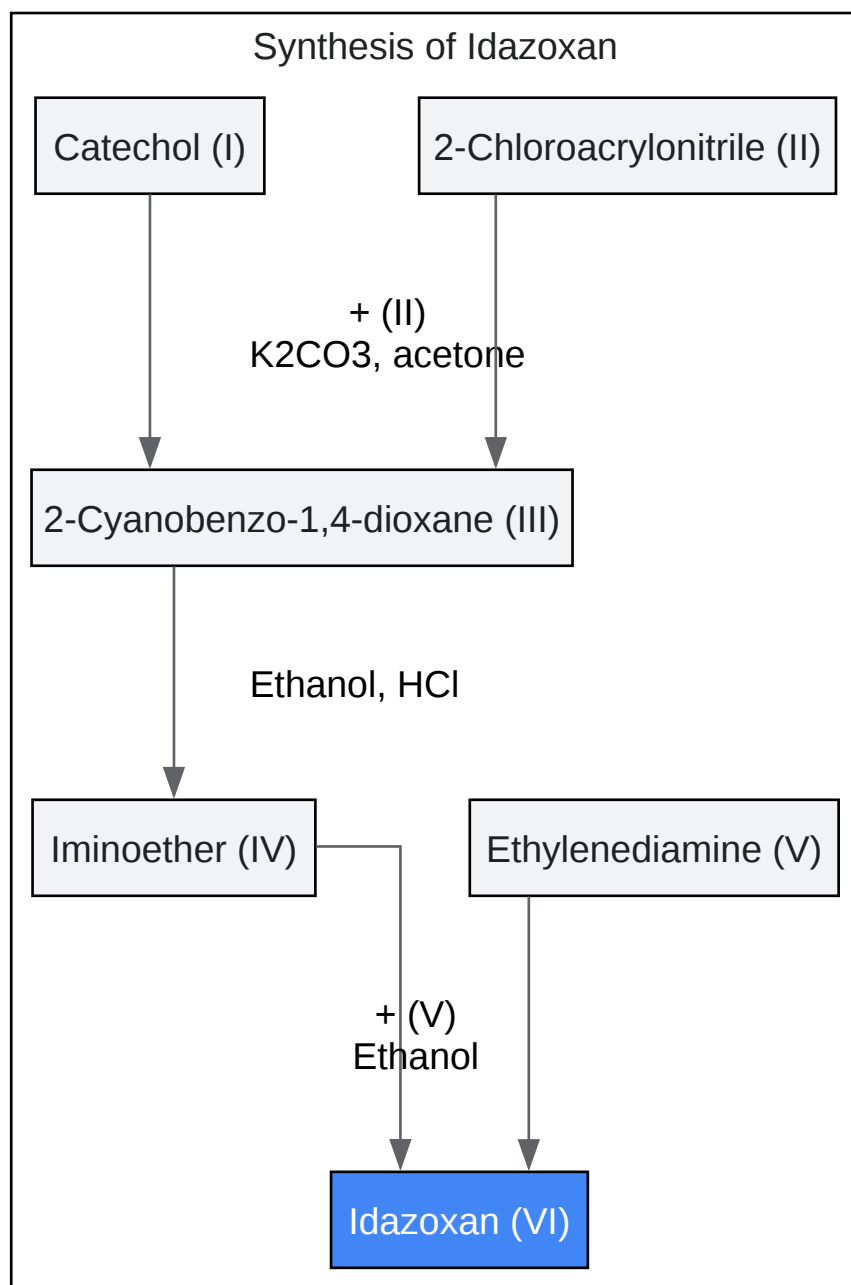 Synthesis of Idazoxan
Catechol (I)
2-Chloroacrylonitrile (II)
+ (II)
K2CO3, acetone
2-Cyanobenzo-1,4-dioxane (III)
Ethanol, HCl
Iminoether (IV)
Ethylenediamine (V)
+ (V)
Ethanol
Idazoxan (VI)